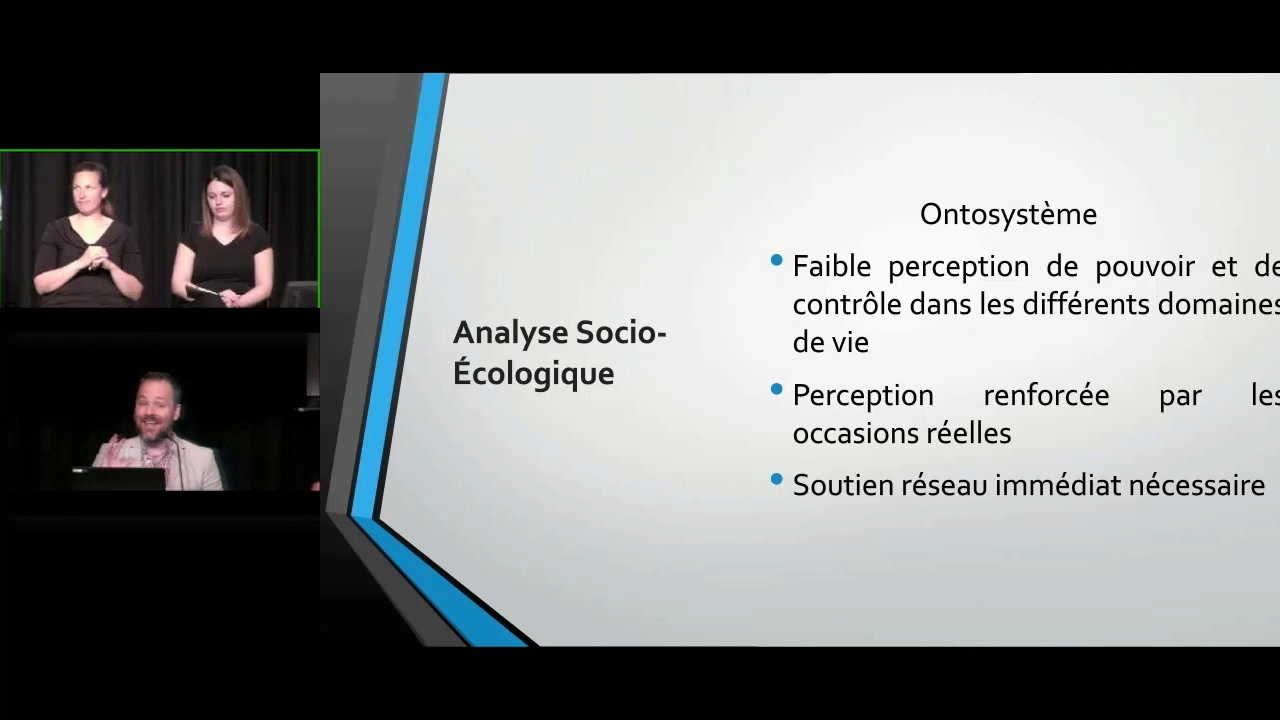 Analyse Socio-
Écologique
Ontosystème
Faible perception de pouvoir et de
contrôle dans les différents domaines
de vie
Perception renforcée par les
occasions réelles
Soutien réseau immédiat nécessaire